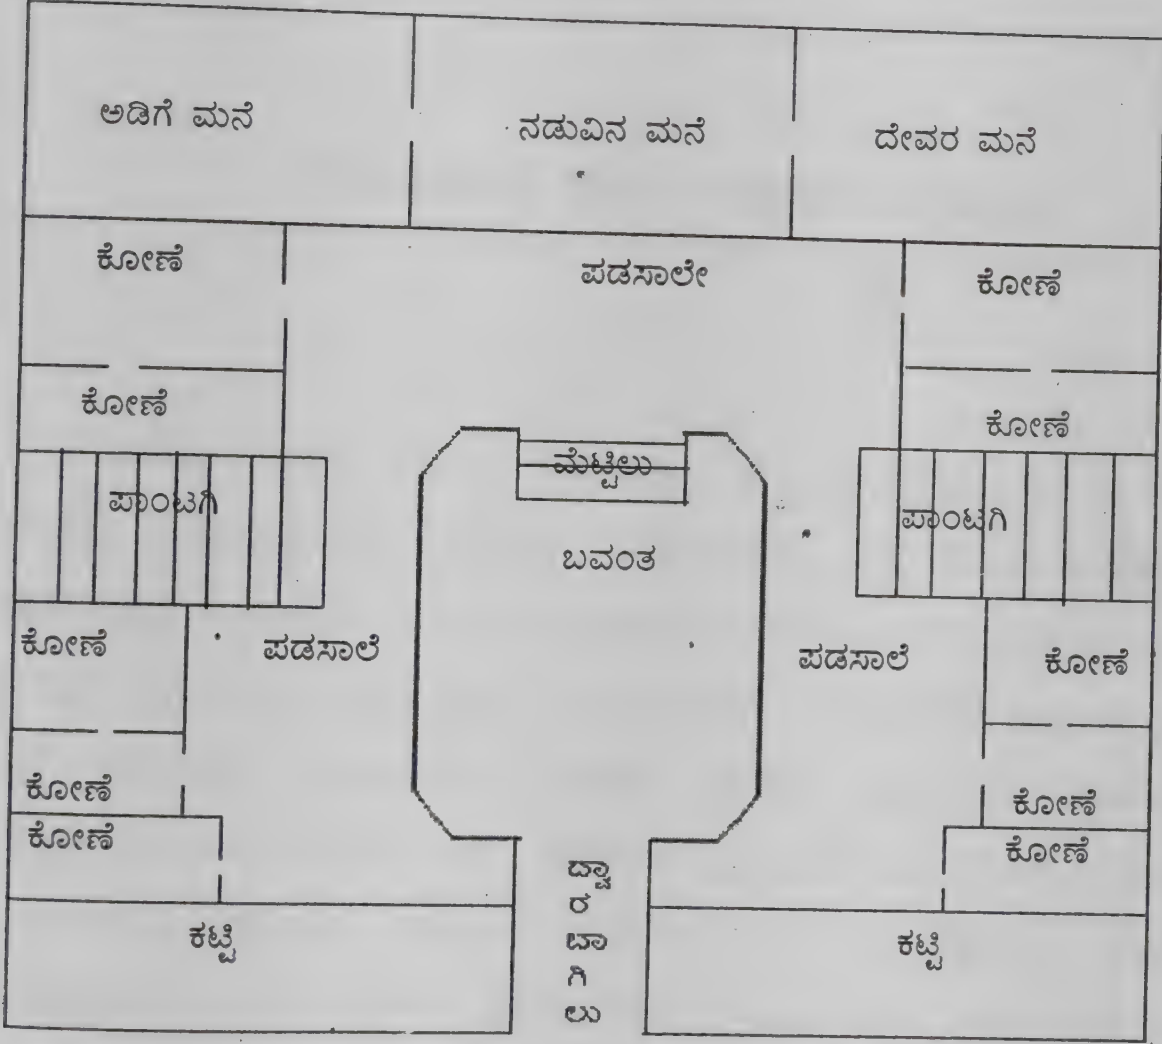 ಅಡಿಗೆ ಮನೆ
ನಡುವಿನ ಮನೆ
ದೇವರ ಮನೆ
ಕೋಣೆ
ಪಡಸಾಲೇ
ಕೋಣೆ
ಕೋಣೆ
ಕೋಣೆ
ಮೆಟ್ಟಿಲು
ಪಾಂಟಗಿ
ಪಾಂಟಗಿ
ಬವಂತ
ಕೋಣೆ
ಪಡಸಾಲೆ
ಪಡಸಾಲೆ
ಕೋಣೆ
ಕೋಣೆ
ಕೋಣೆ
ಕೋಣೆ
ಕೋಣೆ
ದ್ವಾ
ರ
ಬಾ
ಗಿ
ಲು
ಕಟ್ಟಿ
ಕಟ್ಟಿ